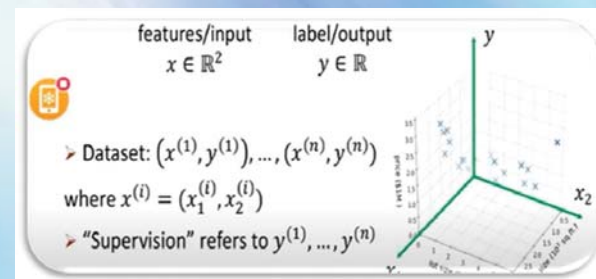 features/input label/output
x ∈ ℝ² y ∈ ℝ
➢ Dataset: (x⁽¹⁾, y⁽¹⁾), …, (x⁽ⁿ⁾, y⁽ⁿ⁾)
where x⁽ⁱ⁾ = (x₁⁽ⁱ⁾, x₂⁽ⁱ⁾)
➢ “Supervision” refers to y⁽¹⁾, …, y⁽ⁿ⁾
y
x₂